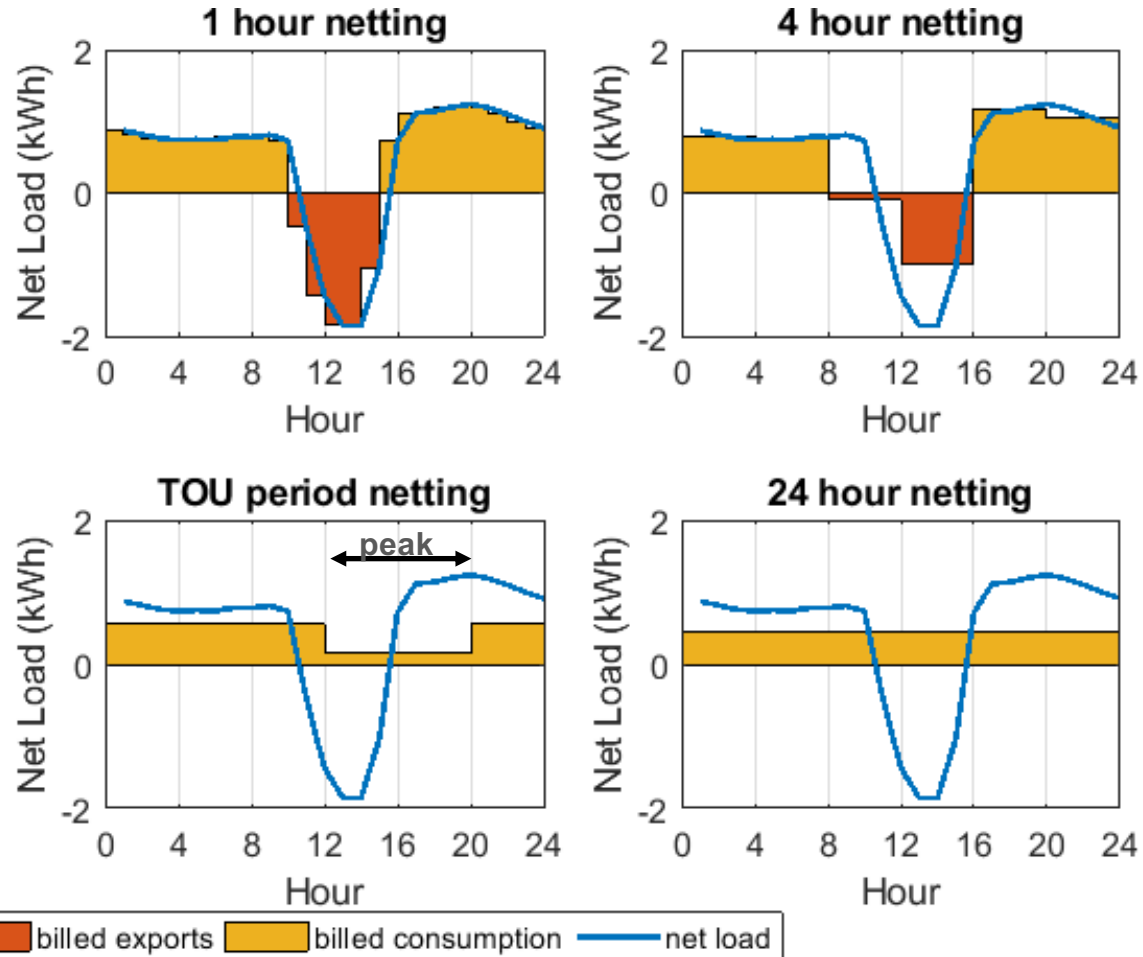 1 hour netting
Net Load (kWh)
2
0
-2
0 4 8 12 16 20 24
Hour
4 hour netting
Net Load (kWh)
2
0
-2
0 4 8 12 16 20 24
Hour
TOU period netting
peak
Net Load (kWh)
2
0
-2
0 4 8 12 16 20 24
Hour
24 hour netting
Net Load (kWh)
2
0
-2
0 4 8 12 16 20 24
Hour
billed exports billed consumption net load